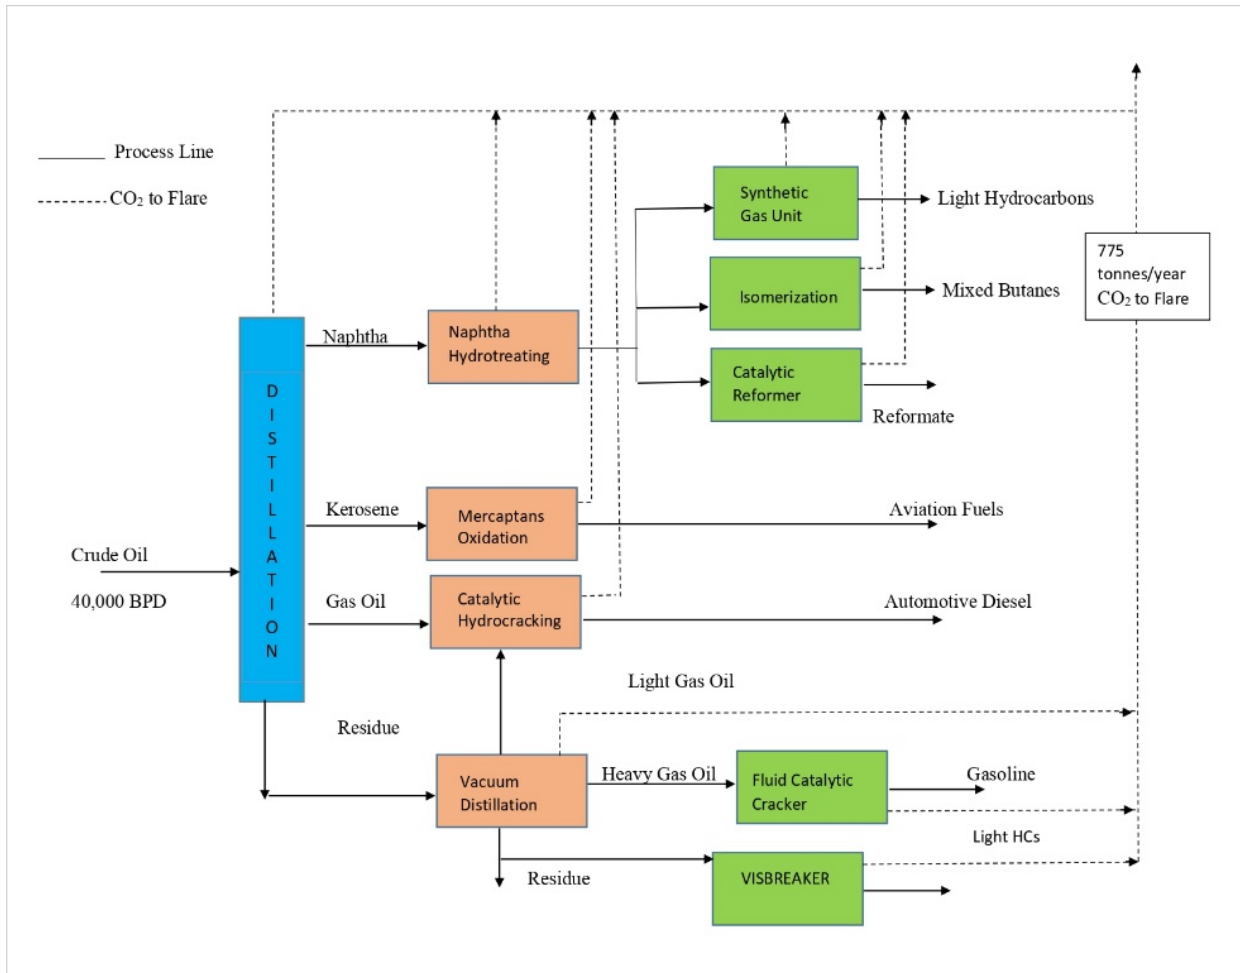 Process Line
CO₂ to Flare
Synthetic
Gas Unit
Light Hydrocarbons
775
tonnes/year
CO₂ to Flare
Isomerization
Mixed Butanes
Naphtha
Naphtha
Hydrotreating
Catalytic
Reformer
Reformate
DISTILLATION
Kerosene
Mercaptans
Oxidation
Aviation Fuels
Crude Oil
40,000 BPD
Gas Oil
Catalytic
Hydrocracking
Automotive Diesel
Light Gas Oil
Residue
Vacuum
Distillation
Heavy Gas Oil
Fluid Catalytic
Cracker
Gasoline
Light HCs
Residue
VISBREAKER